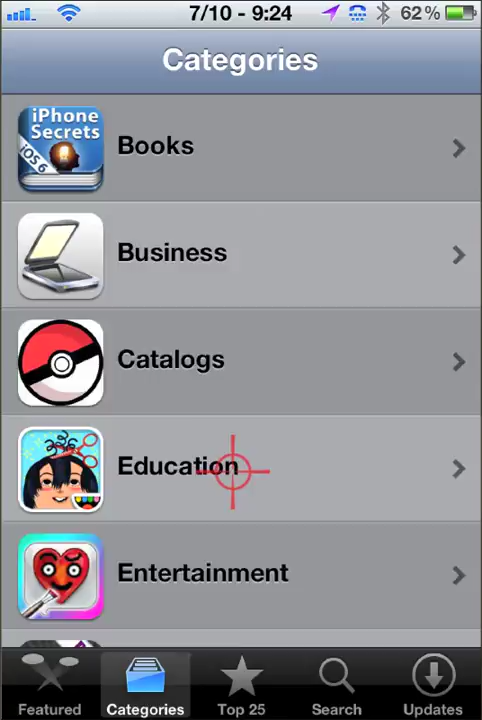 7/10 - 9:24
62%
Categories
iPhone
Secrets
iOS 6
Books
Business
Catalogs
Education
Entertainment
Featured
Categories
Top 25
Search
Updates